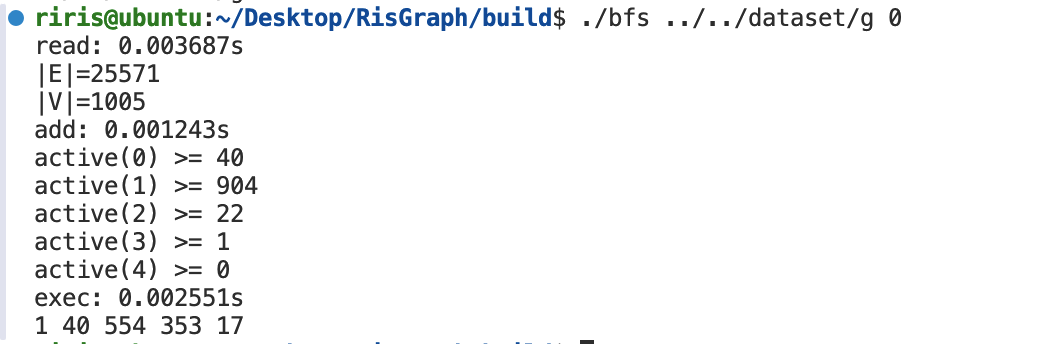 riris@ubuntu:~/Desktop/RisGraph/build$ ./bfs ../../dataset/g 0
read: 0.003687s
|E|=25571
|V|=1005
add: 0.001243s
active(0) >= 40
active(1) >= 904
active(2) >= 22
active(3) >= 1
active(4) >= 0
exec: 0.002551s
1 40 554 353 17